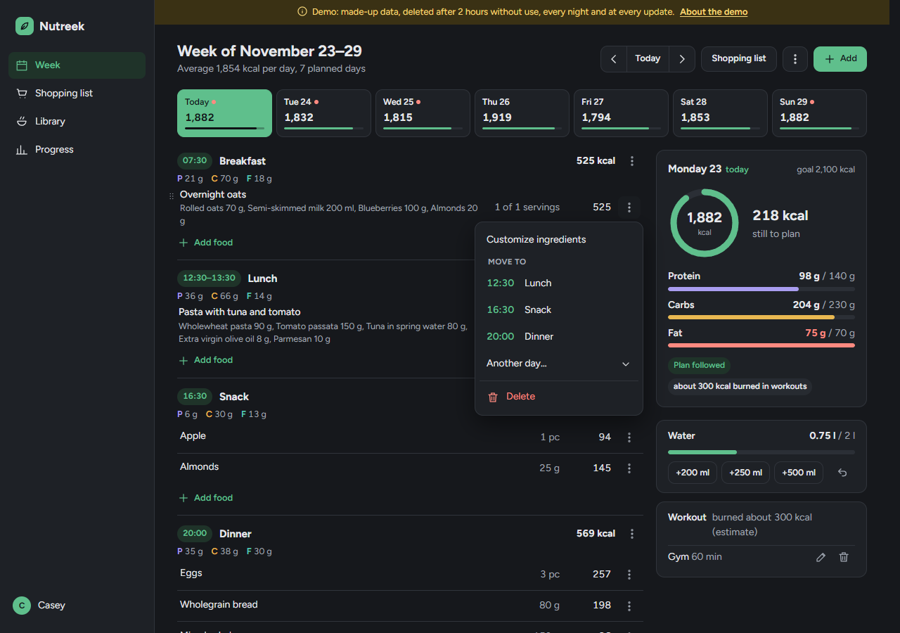 Nutreek
Demo: made-up data, deleted after 2 hours without use, every night and at every update. About the demo
Week
Shopping list
Library
Progress
C Casey
Week of November 23–29
Average 1,854 kcal per day, 7 planned days
Today
Shopping list
Add
Today
1,882
Tue 24
1,832
Wed 25
1,815
Thu 26
1,919
Fri 27
1,794
Sat 28
1,853
Sun 29
1,882
07:30 Breakfast 525 kcal
P 21 g C 70 g F 18 g
Overnight oats
Rolled oats 70 g, Semi-skimmed milk 200 ml, Blueberries 100 g, Almonds 20
g
1 of 1 servings 525
Add food
12:30–13:30 Lunch
P 36 g C 66 g F 14 g
Pasta with tuna and tomato
Wholewheat pasta 90 g, Tomato passata 150 g, Tuna in spring water 80 g,
Extra virgin olive oil 8 g, Parmesan 10 g
Add food
16:30 Snack
P 6 g C 30 g F 13 g
Apple 1 pc 94
Almonds 25 g 145
Add food
20:00 Dinner 569 kcal
P 35 g C 38 g F 30 g
Eggs 3 pc 257
Wholegrain bread 80 g 198
Customize ingredients
MOVE TO
12:30 Lunch
16:30 Snack
20:00 Dinner
Another day...
Delete
Monday 23 today goal 2,100 kcal
1,882
kcal
218 kcal
still to plan
Protein 98 g / 140 g
Carbs 204 g / 230 g
Fat 75 g / 70 g
Plan followed
about 300 kcal burned in workouts
Water 0.75 l / 2 l
+200 ml +250 ml +500 ml
Workout burned about 300 kcal
(estimate)
Gym 60 min